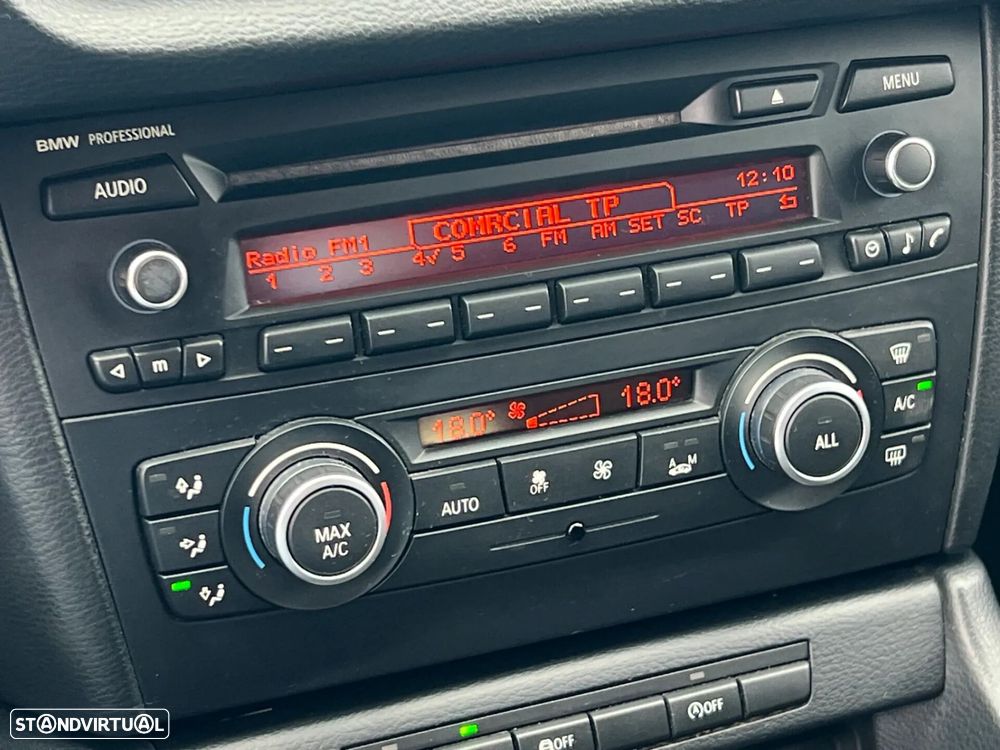 MENU
BMW PROFESSIONAL
AUDIO
12:10
Radio FM1 COMRCIAL TP
1 2 3 4✓ 5 6 FM AM SET SC TP
m
18.0° 18.0°
A/C
ALL
A M
OFF
AUTO
MAX
A/C
OFF
OFF
STANDVIRTUAL